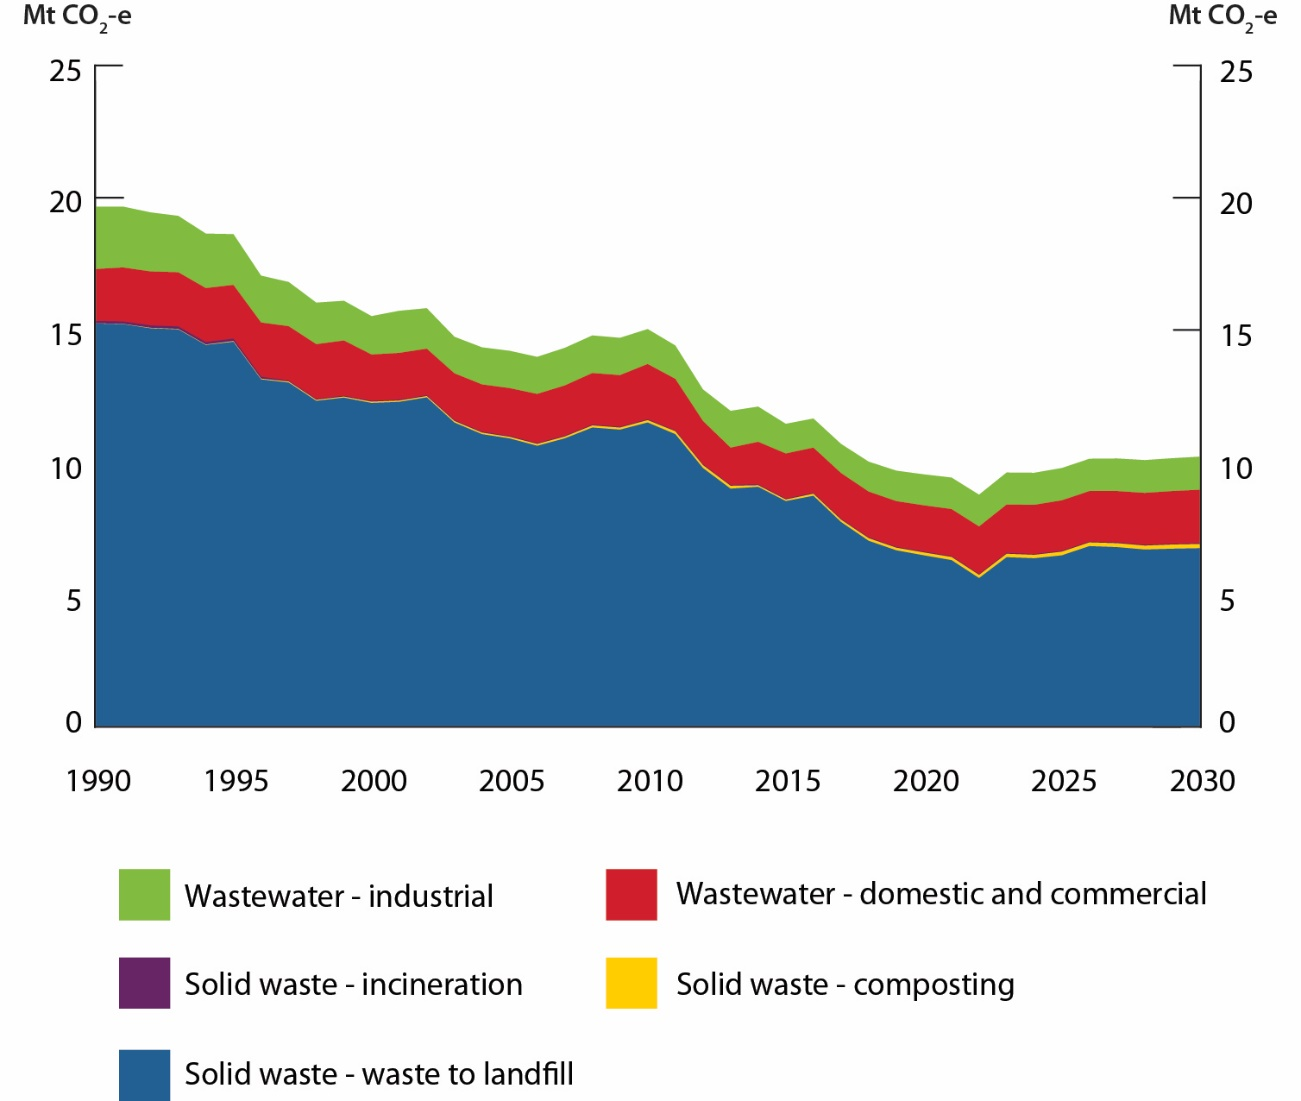 Mt CO₂-e Mt CO₂-e
25 25
20 20
15 15
10 10
5 5
0 0
1990 1995 2000 2005 2010 2015 2020 2025 2030
Wastewater - industrial Wastewater - domestic and commercial
Solid waste - incineration Solid waste - composting
Solid waste - waste to landfill